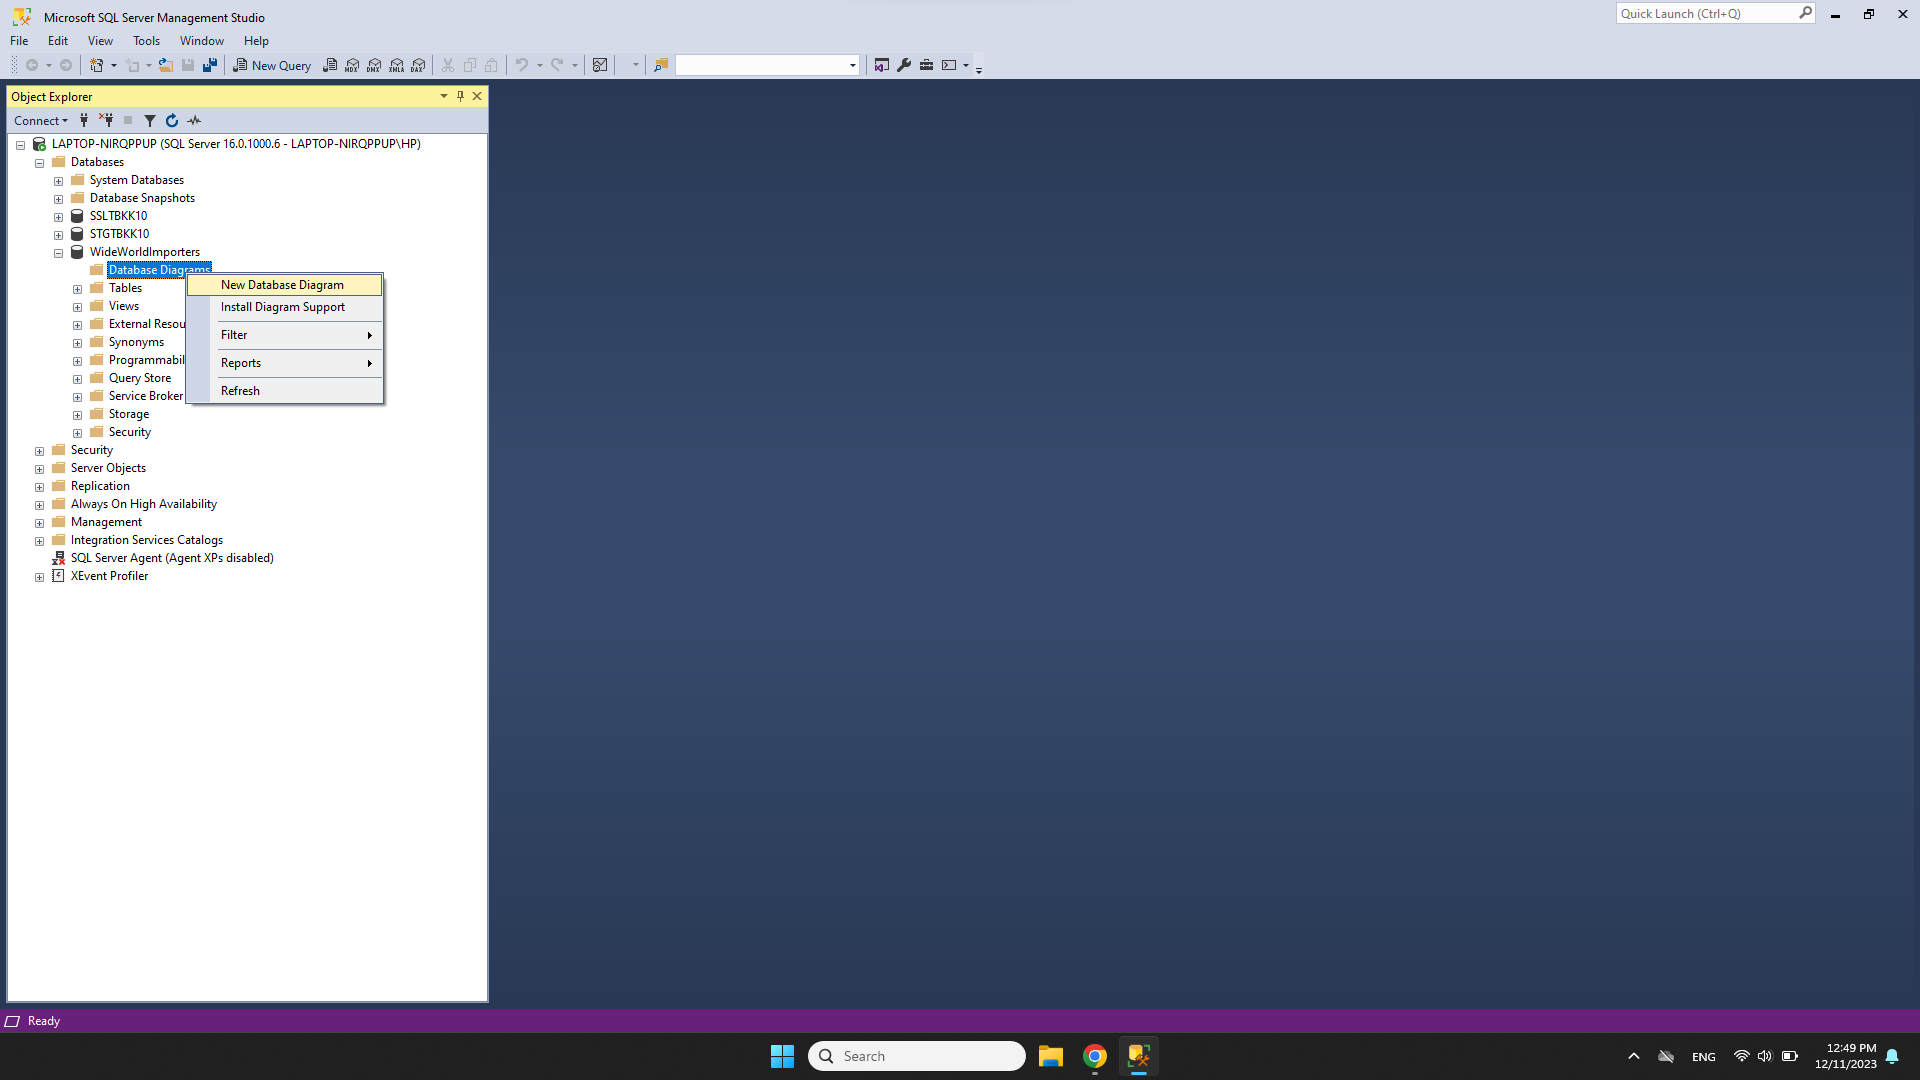 Microsoft SQL Server Management Studio
Quick Launch (Ctrl+Q)
File Edit View Tools Window Help
New Query
MDX DMX XMLA DAX
Object Explorer
Connect
LAPTOP-NIRQPPUP (SQL Server 16.0.1000.6 - LAPTOP-NIRQPPUP\HP)
Databases
System Databases
Database Snapshots
SSLTBKK10
STGTBKK10
WideWorldImporters
Database Diagrams
New Database Diagram
Tables
Install Diagram Support
Views
External Resou
Filter
Synonyms
Programmabil
Reports
Query Store
Refresh
Service Broker
Storage
Security
Security
Server Objects
Replication
Always On High Availability
Management
Integration Services Catalogs
SQL Server Agent (Agent XPs disabled)
XEvent Profiler
Ready
Search
ENG
12:49 PM
12/11/2023